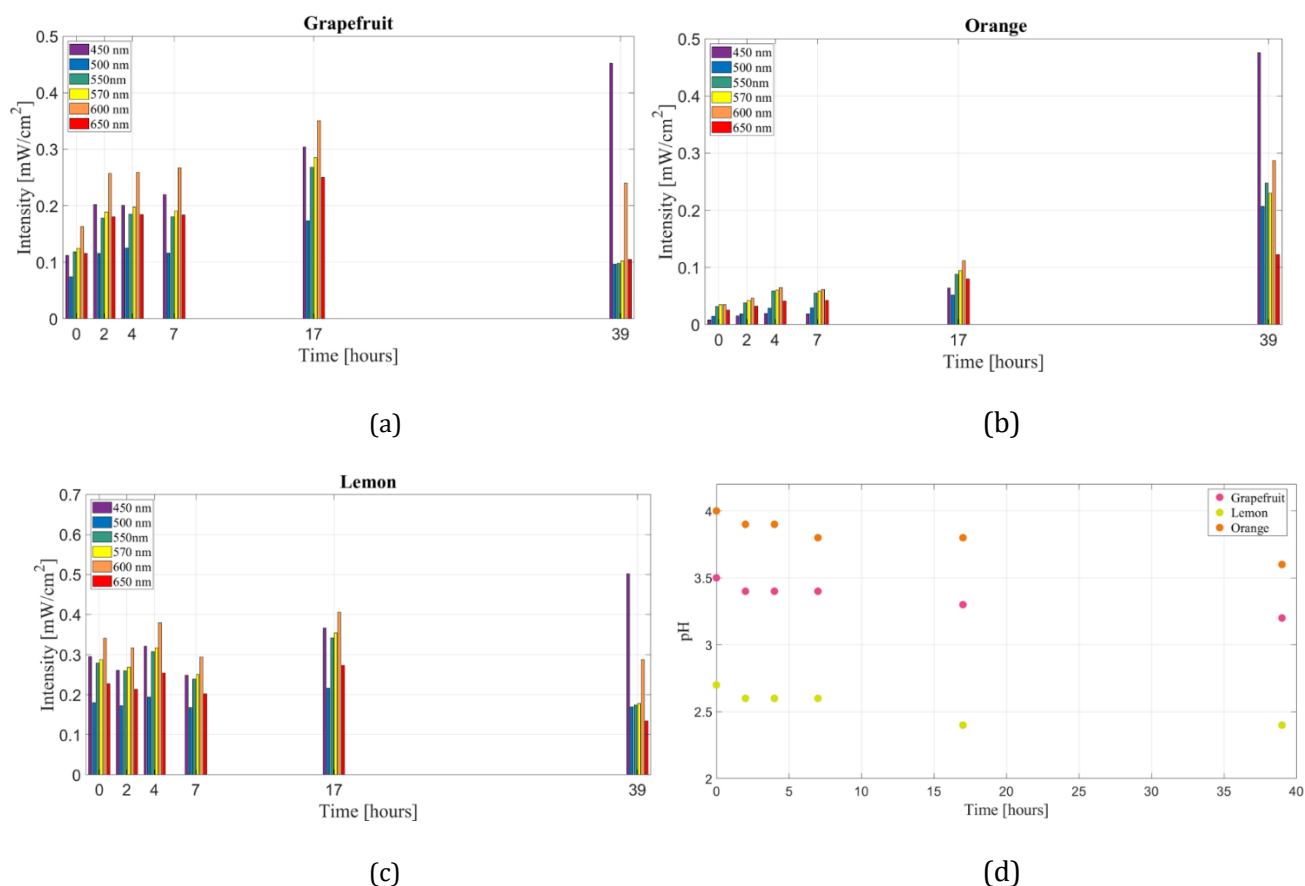 Grapefruit
Intensity [mW/cm2]
0.5
0.4
0.3
0.2
0.1
0
450 nm
500 nm
550nm
570 nm
600 nm
650 nm
0 2 4 7 17 39
Time [hours]
(a)
Orange
Intensity [mW/cm2]
0.5
0.4
0.3
0.2
0.1
0
450 nm
500 nm
550nm
570 nm
600 nm
650 nm
0 2 4 7 17 39
Time [hours]
(b)
Lemon
Intensity [mW/cm2]
0.7
0.6
0.5
0.4
0.3
0.2
0.1
0
450 nm
500 nm
550nm
570 nm
600 nm
650 nm
0 2 4 7 17 39
Time [hours]
(c)
pH
4
3.5
3
2.5
2
Grapefruit
Lemon
Orange
0 5 10 15 20 25 30 35 40
Time [hours]
(d)